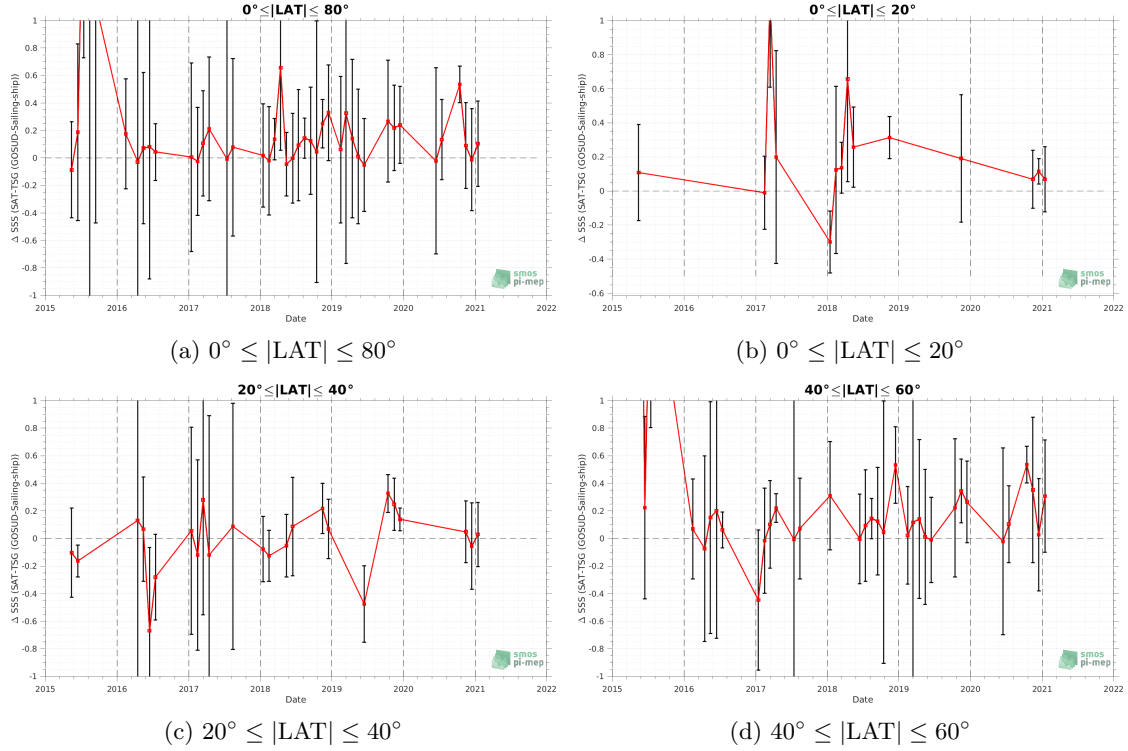 0°≤|LAT|≤ 80°
Δ SSS (SAT-TSG (GOSUD-Sailing-ship))
1
0.8
0.6
0.4
0.2
0
-0.2
-0.4
-0.6
-0.8
-1
smos
pi-mep
2015 2016 2017 2018 2019 2020 2021 2022
Date
(a) 0° ≤ |LAT| ≤ 80°
0°≤|LAT|≤ 20°
Δ SSS (SAT-TSG (GOSUD-Sailing-ship))
1
0.8
0.6
0.4
0.2
0
-0.2
-0.4
-0.6
smos
pi-mep
2015 2016 2017 2018 2019 2020 2021 2022
Date
(b) 0° ≤ |LAT| ≤ 20°
20°≤|LAT|≤ 40°
Δ SSS (SAT-TSG (GOSUD-Sailing-ship))
1
0.8
0.6
0.4
0.2
0
-0.2
-0.4
-0.6
-0.8
-1
smos
pi-mep
2015 2016 2017 2018 2019 2020 2021 2022
Date
(c) 20° ≤ |LAT| ≤ 40°
40°≤|LAT|≤ 60°
Δ SSS (SAT-TSG (GOSUD-Sailing-ship))
1
0.8
0.6
0.4
0.2
0
-0.2
-0.4
-0.6
-0.8
-1
smos
pi-mep
2015 2016 2017 2018 2019 2020 2021 2022
Date
(d) 40° ≤ |LAT| ≤ 60°